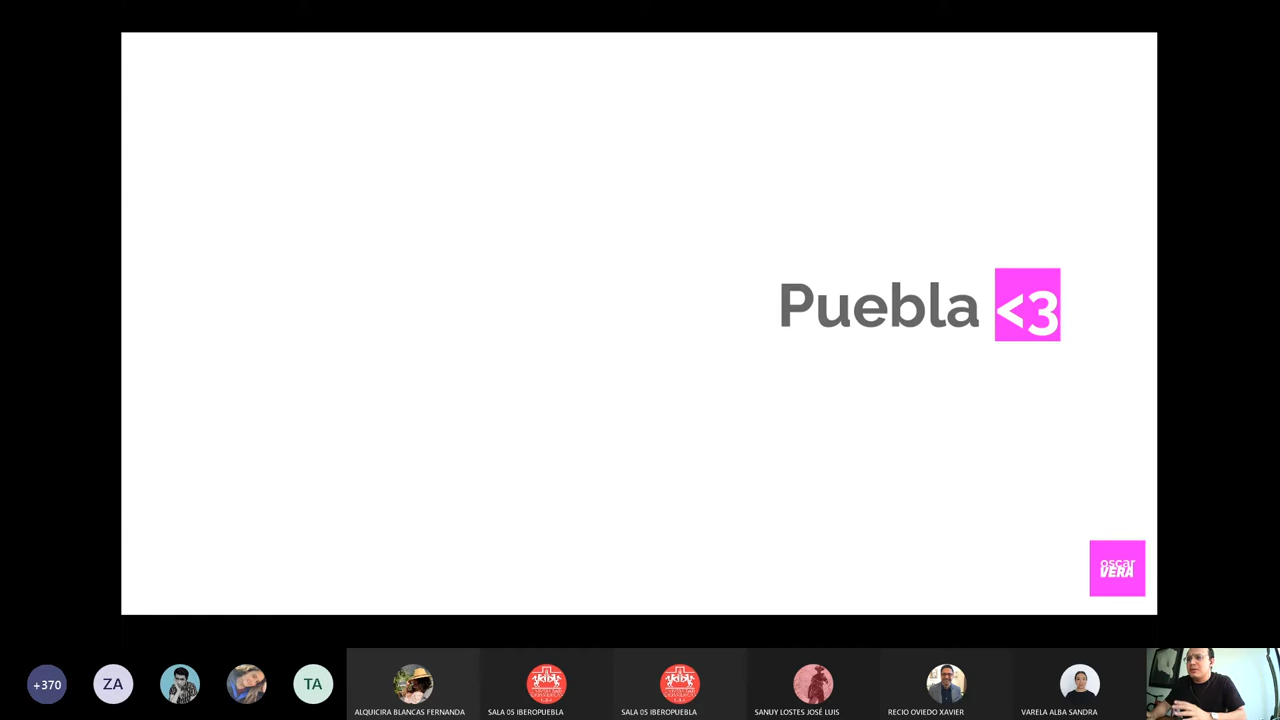 Puebla <3
oscar
VERA
+370
ZA
TA
ALQUICIRA BLANCAS FERNANDA
SALA 05 IBEROPUEBLA
SALA 05 IBEROPUEBLA
SANUY LOSTES JOSÉ LUIS
RECIO OVIEDO XAVIER
VARELA ALBA SANDRA